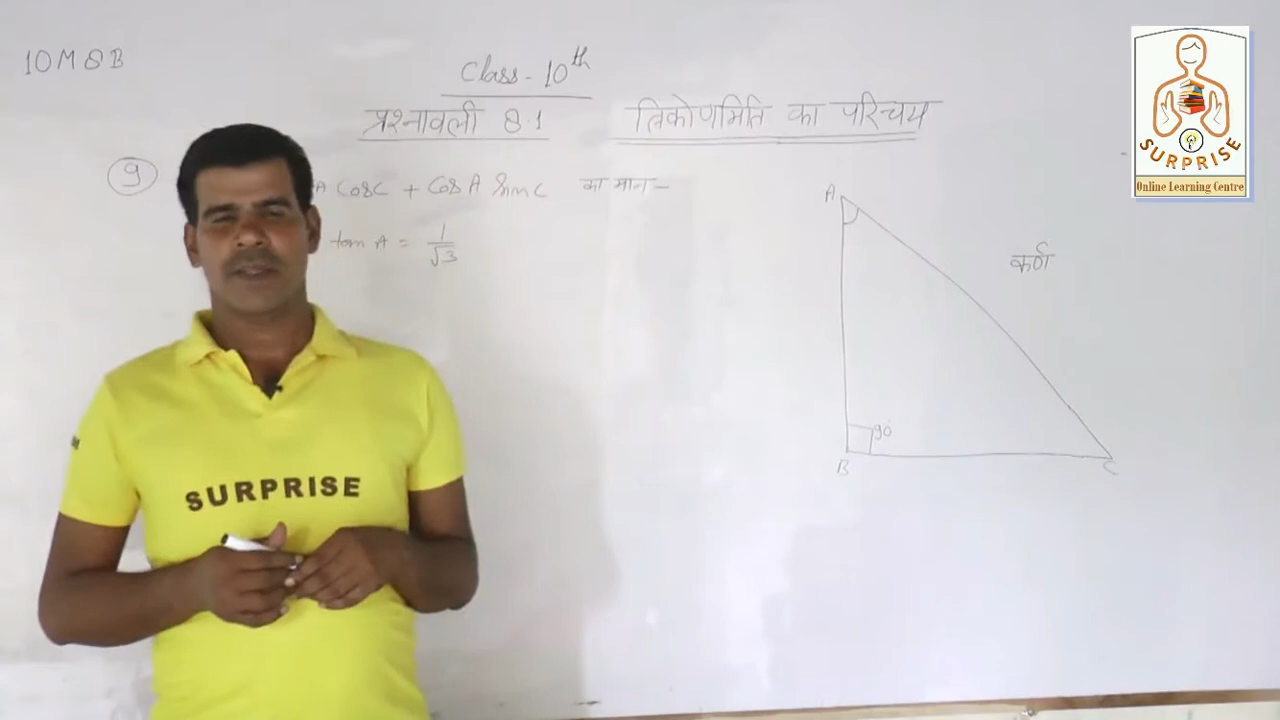 10 M & B
Class - 10th
प्रश्नावली 8.1
त्रिकोणमिति का परिचय
9
A CosC + CosA SinC का मान -
tan A = 1/√3
A
कर्ण
90°
B
C
SURPRISE
SURPRISE
Online Learning Centre